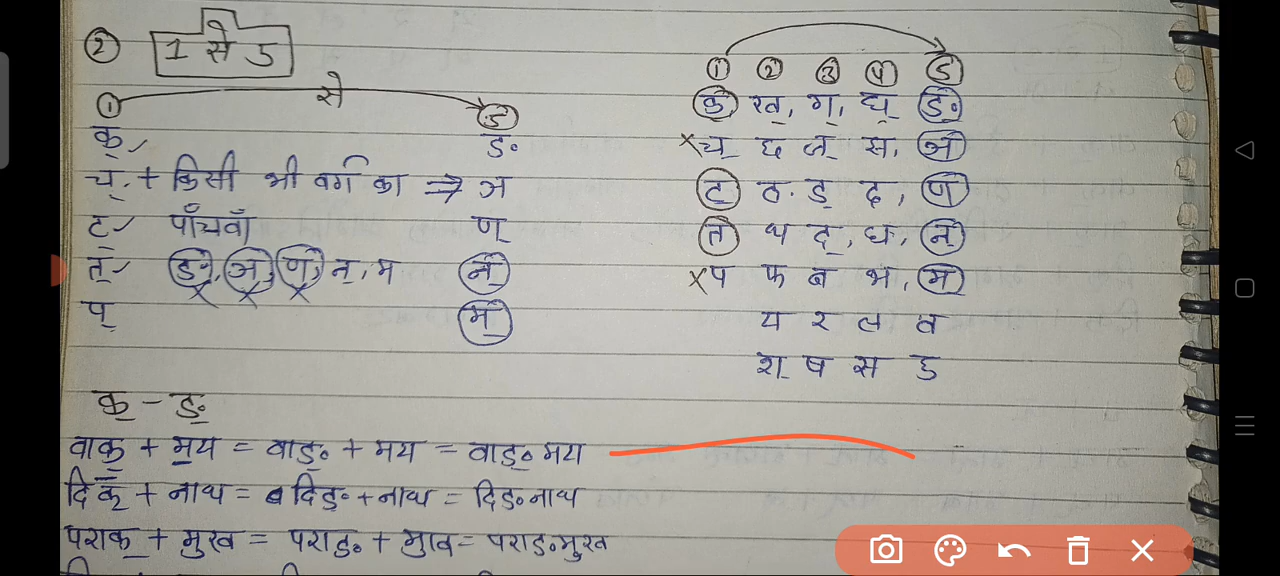 ② 1 से 5
① से ⑤
क्, ङ
च्, + किसी भी वर्ग का ⇒ ञ
ट्, पाँचवाँ ण्
त्, ङ्, ञ्, ण्, न्, म न्
प् म्
① ② ③ ④ ⑤
क ख्, ग्, घ्, ङ
×च् छ ज् स, ञ
ट ठ. ड़ द, ण
त थ द्, ध, न
×प फ ब भ, म
य र ल व
श ष स ह
क् - ङ्
वाक् + मय = वाङ् + मय = वाङ्मय
दिक् + नाथ = दिङ् + नाथ = दिङ्नाथ
पराक् + मुख = पराङ् + मुख = पराङ्मुख